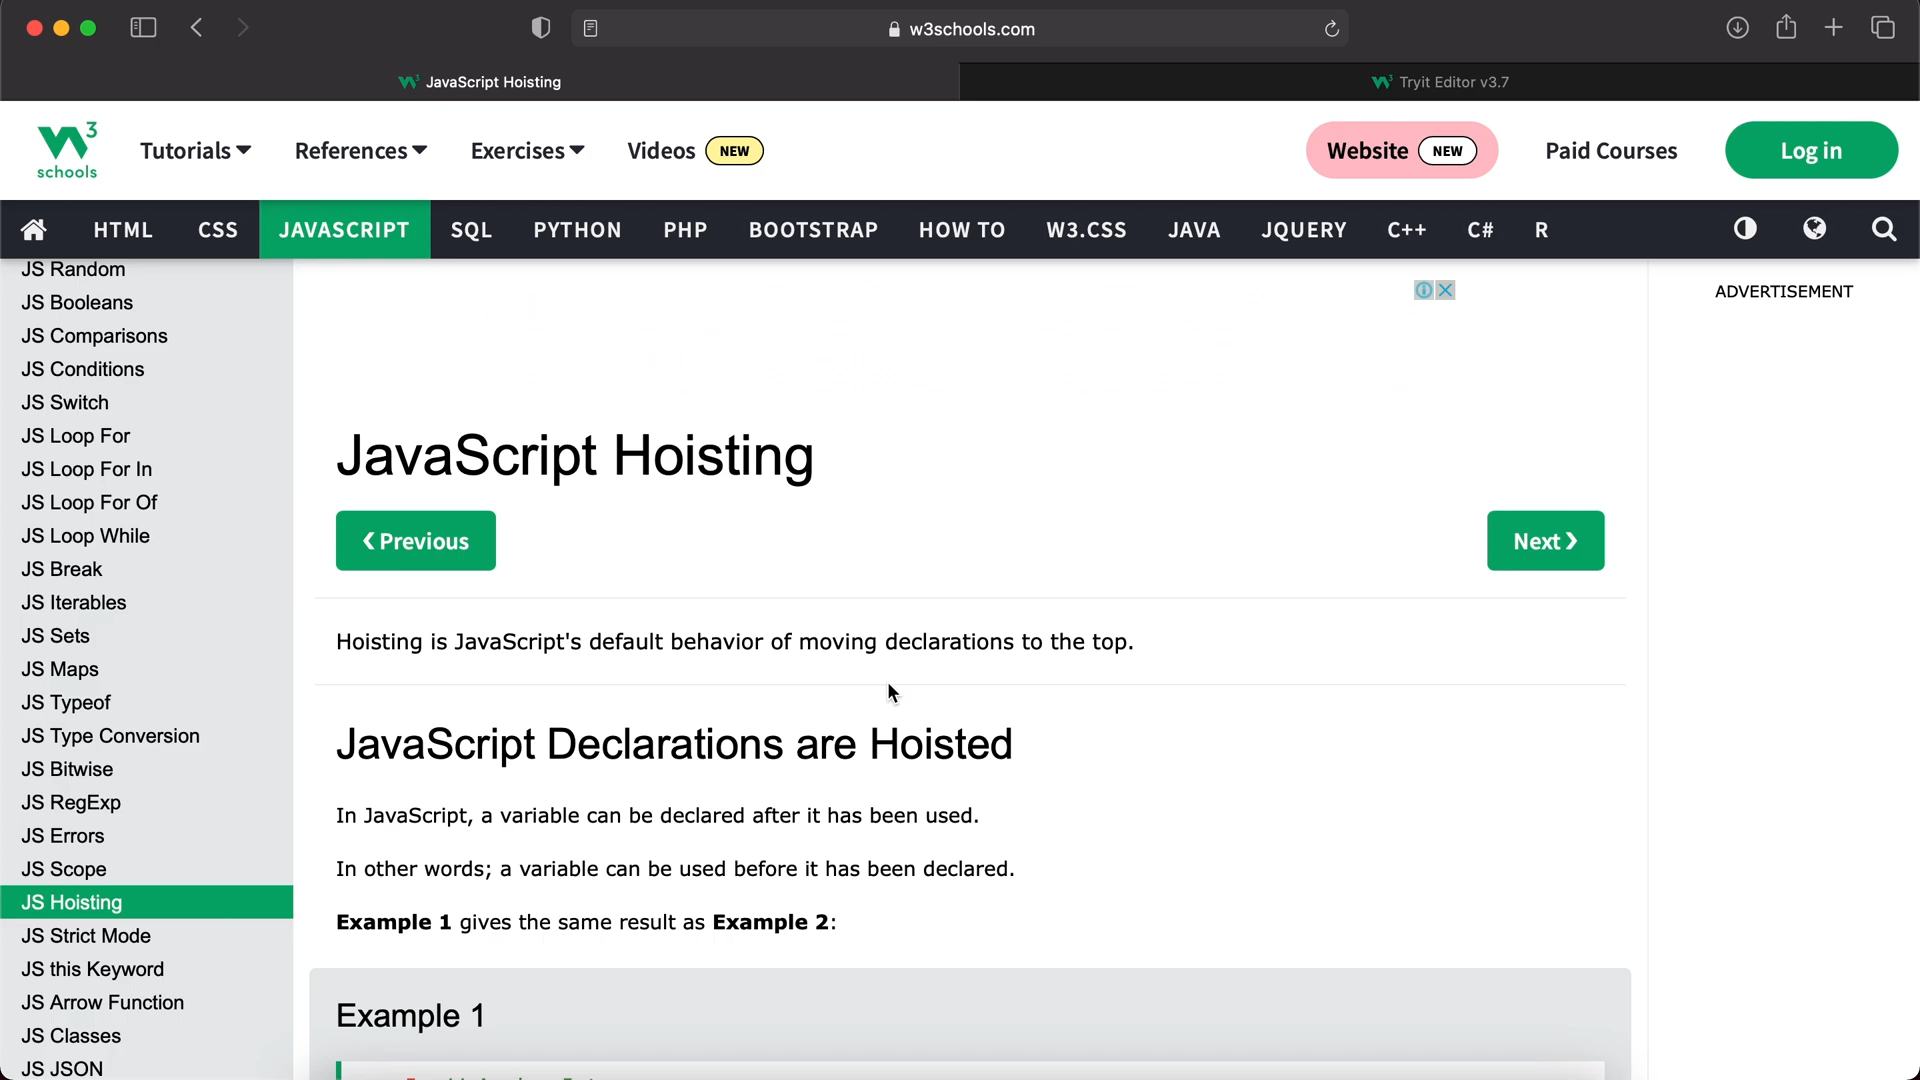 w3schools.com
JavaScript Hoisting
Tryit Editor v3.7
W3 schools
Tutorials
References
Exercises
Videos NEW
Website NEW
Paid Courses
Log in
HTML CSS JAVASCRIPT SQL PYTHON PHP BOOTSTRAP HOW TO W3.CSS JAVA JQUERY C++ C# R
JS Random
JS Booleans
JS Comparisons
JS Conditions
JS Switch
JS Loop For
JS Loop For In
JS Loop For Of
JS Loop While
JS Break
JS Iterables
JS Sets
JS Maps
JS Typeof
JS Type Conversion
JS Bitwise
JS RegExp
JS Errors
JS Scope
JS Hoisting
JS Strict Mode
JS this Keyword
JS Arrow Function
JS Classes
JS JSON
JavaScript Hoisting
❮ Previous
Next ❯
Hoisting is JavaScript's default behavior of moving declarations to the top.
JavaScript Declarations are Hoisted
In JavaScript, a variable can be declared after it has been used.
In other words; a variable can be used before it has been declared.
Example 1 gives the same result as Example 2:
Example 1
ADVERTISEMENT